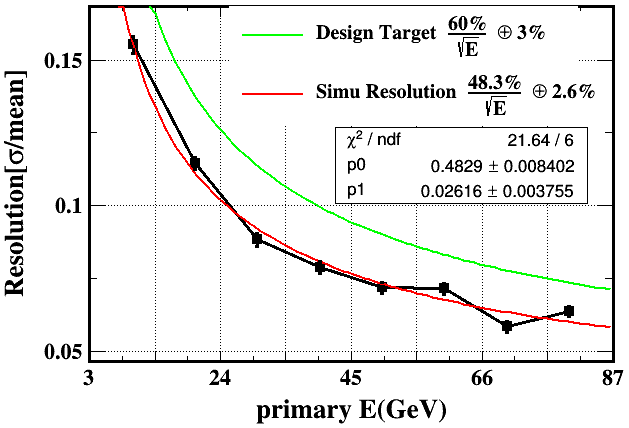 Design Target 60%/√E ⊕ 3%
Simu Resolution 48.3%/√E ⊕ 2.6%
χ² / ndf 21.64 / 6
p0 0.4829 ± 0.008402
p1 0.02616 ± 0.003755
Resolution[σ/mean]
0.15
0.1
0.05
3 24 45 66 87
primary E(GeV)